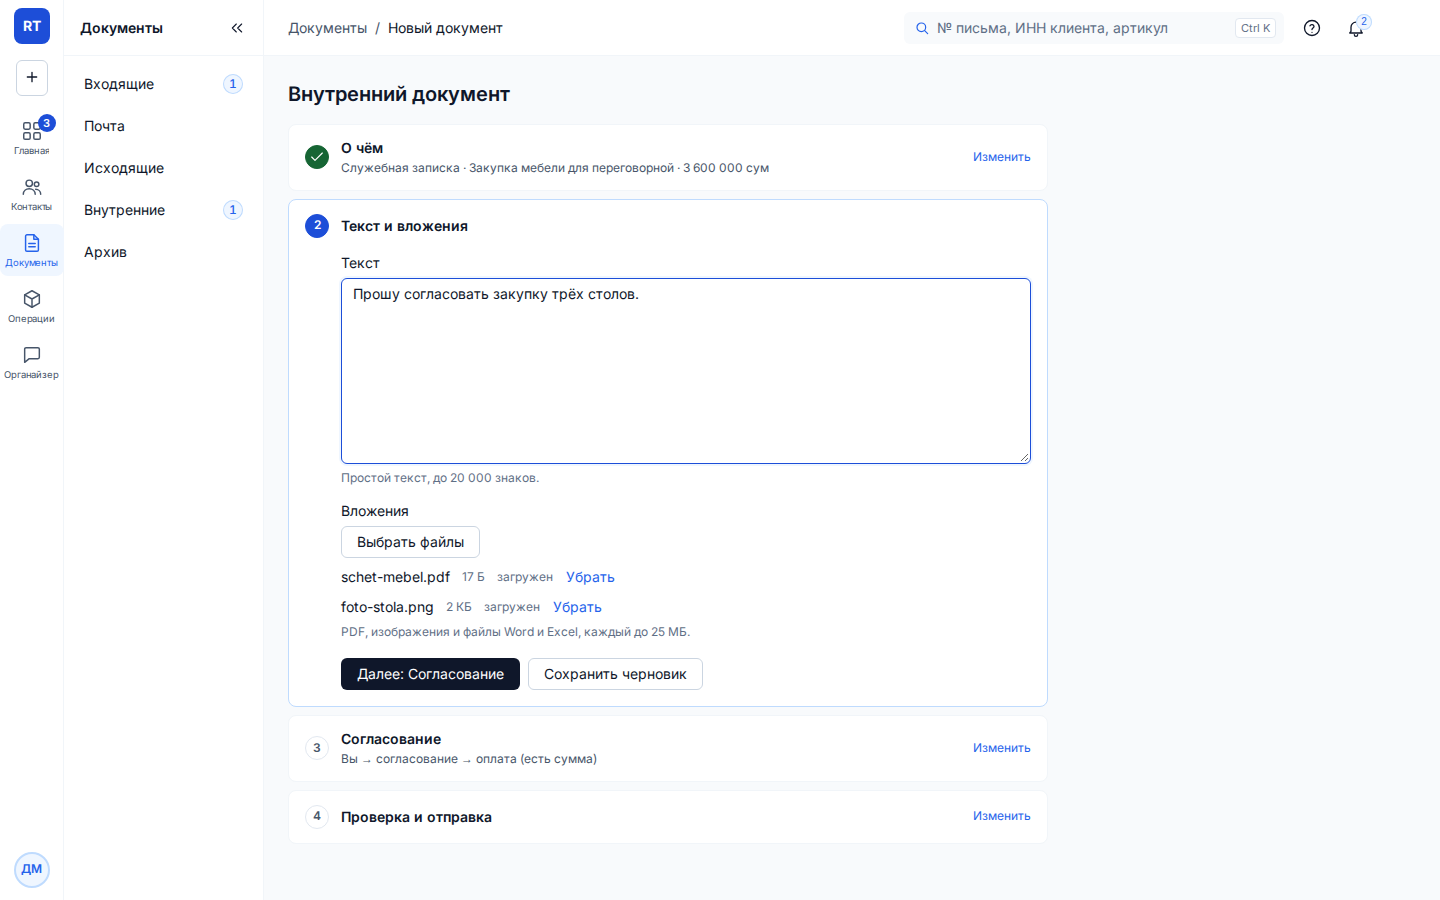 RT
Документы
Документы / Новый документ
№ письма, ИНН клиента, артикул
Ctrl K
2
+
3
Главная
Контакты
Документы
Операции
Органайзер
ДМ
Входящие 1
Почта
Исходящие
Внутренние 1
Архив
Внутренний документ
О чём
Служебная записка · Закупка мебели для переговорной · 3 600 000 сум
Изменить
2 Текст и вложения
Текст
Прошу согласовать закупку трёх столов.
Простой текст, до 20 000 знаков.
Вложения
Выбрать файлы
schet-mebel.pdf 17 Б загружен Убрать
foto-stola.png 2 КБ загружен Убрать
PDF, изображения и файлы Word и Excel, каждый до 25 МБ.
Далее: Согласование Сохранить черновик
3 Согласование
Вы → согласование → оплата (есть сумма)
Изменить
4 Проверка и отправка
Изменить